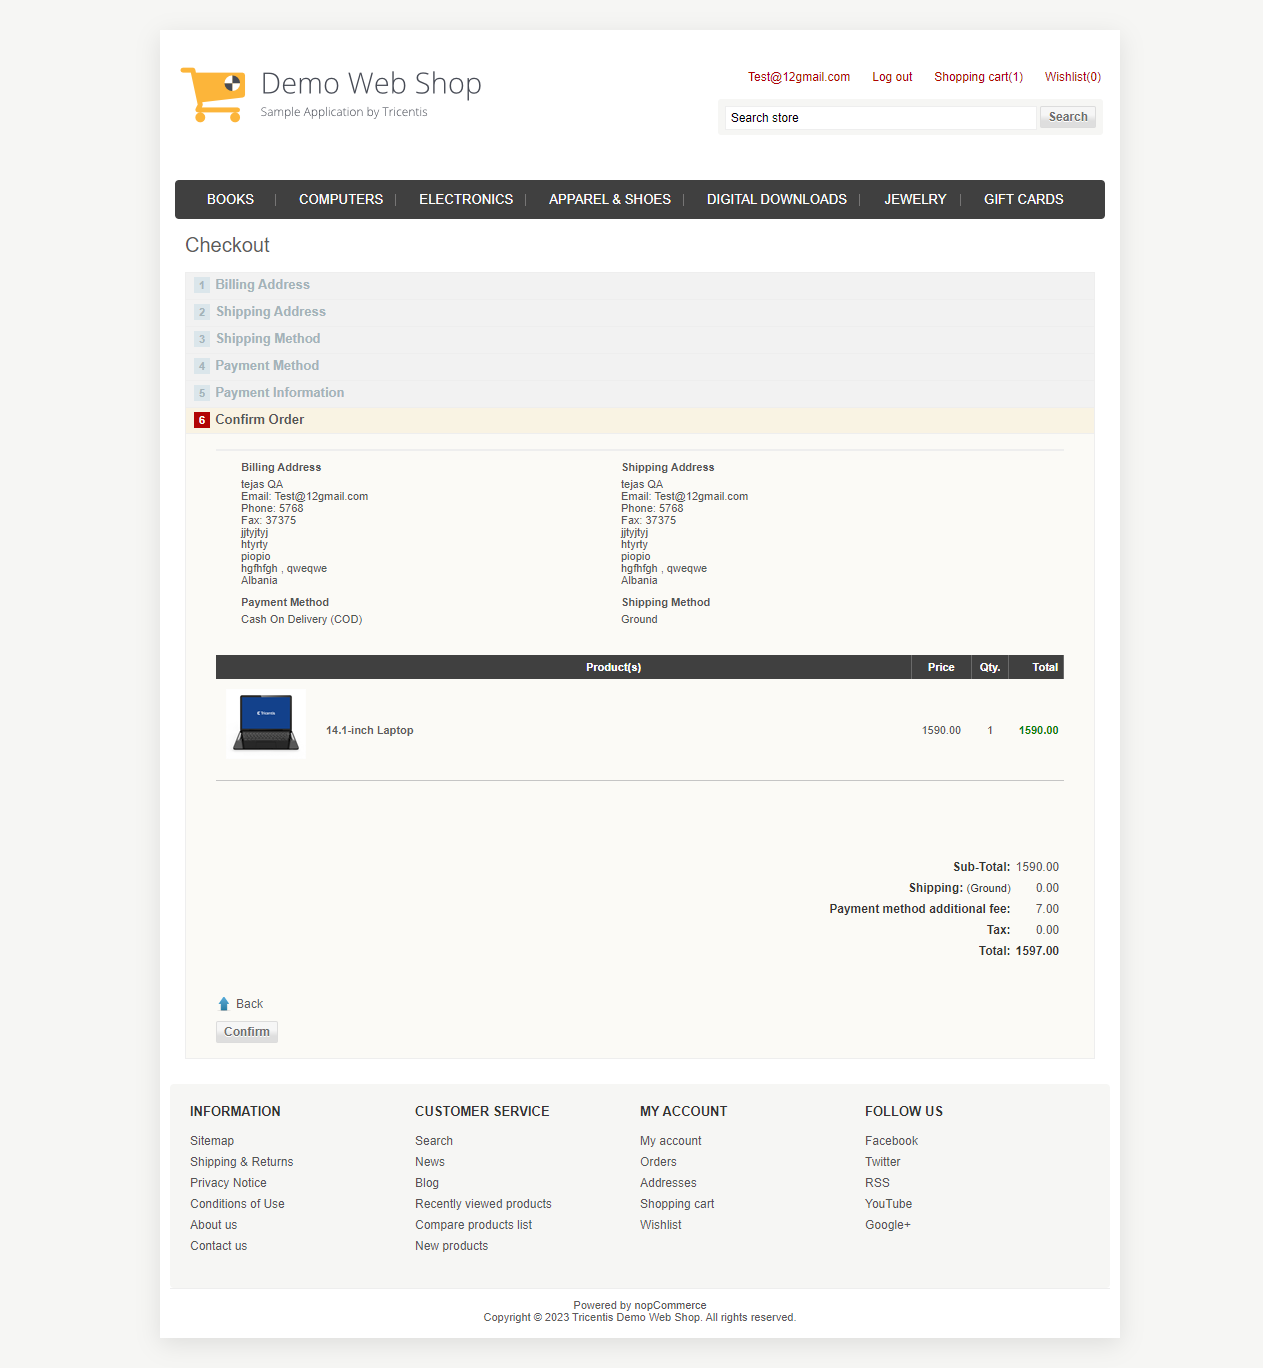 Demo Web Shop
Sample Application by Tricentis
Test@12gmail.com Log out Shopping cart(1) Wishlist(0)
Search store Search
BOOKS COMPUTERS ELECTRONICS APPAREL & SHOES DIGITAL DOWNLOADS JEWELRY GIFT CARDS
Checkout
1 Billing Address
2 Shipping Address
3 Shipping Method
4 Payment Method
5 Payment Information
6 Confirm Order
Billing Address
tejas QA
Email: Test@12gmail.com
Phone: 5768
Fax: 37375
jjtyjtyj
htyrty
piopio
hgfhfgh , qweqwe
Albania
Payment Method
Cash On Delivery (COD)
Shipping Address
tejas QA
Email: Test@12gmail.com
Phone: 5768
Fax: 37375
jjtyjtyj
htyrty
piopio
hgfhfgh , qweqwe
Albania
Shipping Method
Ground
Product(s) Price Qty. Total
Tricentis
14.1-inch Laptop 1590.00 1 1590.00
Sub-Total: 1590.00
Shipping: (Ground) 0.00
Payment method additional fee: 7.00
Tax: 0.00
Total: 1597.00
Back
Confirm
INFORMATION
Sitemap
Shipping & Returns
Privacy Notice
Conditions of Use
About us
Contact us
CUSTOMER SERVICE
Search
News
Blog
Recently viewed products
Compare products list
New products
MY ACCOUNT
My account
Orders
Addresses
Shopping cart
Wishlist
FOLLOW US
Facebook
Twitter
RSS
YouTube
Google+
Powered by nopCommerce
Copyright © 2023 Tricentis Demo Web Shop. All rights reserved.